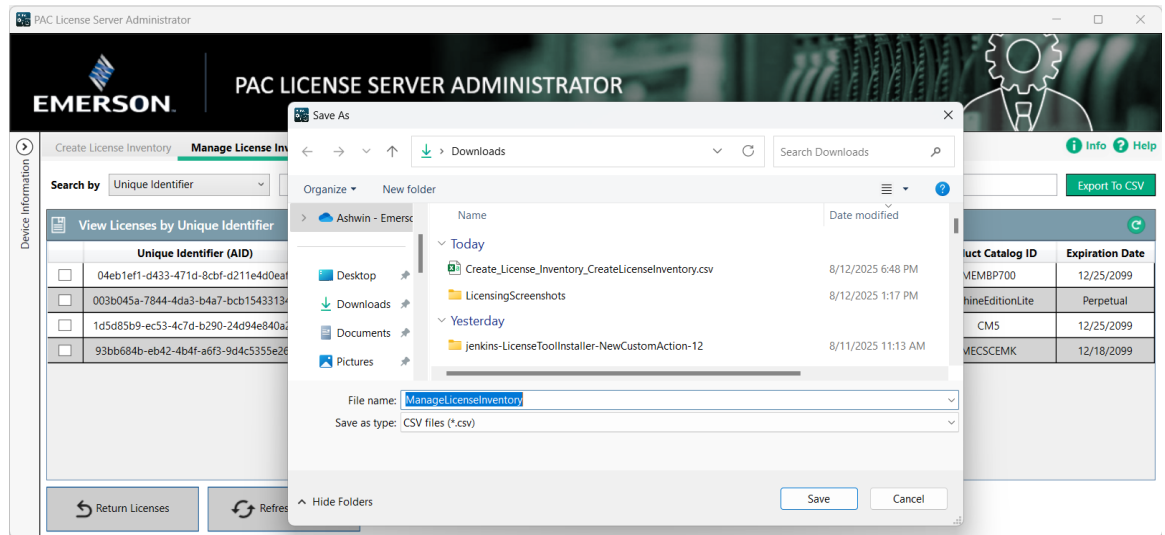 PAC License Server Administrator
EMERSON
PAC LICENSE SERVER ADMINISTRATOR
Create License Inventory
Manage License Inv
Info
Help
Device Information
Search by
Unique Identifier
Export To CSV
View Licenses by Unique Identifier
Unique Identifier (AID)
uct Catalog ID
Expiration Date
04eb1ef1-d433-471d-8cbf-d211e4d0eaf
MEMBP700
12/25/2099
003b045a-7844-4da3-b4a7-bcb15433134
hineEditionLite
Perpetual
1d5d85b9-ec53-4c7d-b290-24d94e840a2
CM5
12/25/2099
93bb684b-eb42-4b4f-a6f3-9d4c5355e26
MECSCEMK
12/18/2099
Return Licenses
Refres
Save As
Downloads
Search Downloads
Organize
New folder
Ashwin - Emerso
Desktop
Downloads
Documents
Pictures
Name
Date modified
Today
Create_License_Inventory_CreateLicenseInventory.csv
8/12/2025 6:48 PM
LicensingScreenshots
8/12/2025 1:17 PM
Yesterday
jenkins-LicenseToolInstaller-NewCustomAction-12
8/11/2025 11:13 AM
File name: ManageLicenseInventory
Save as type: CSV files (*.csv)
Hide Folders
Save
Cancel